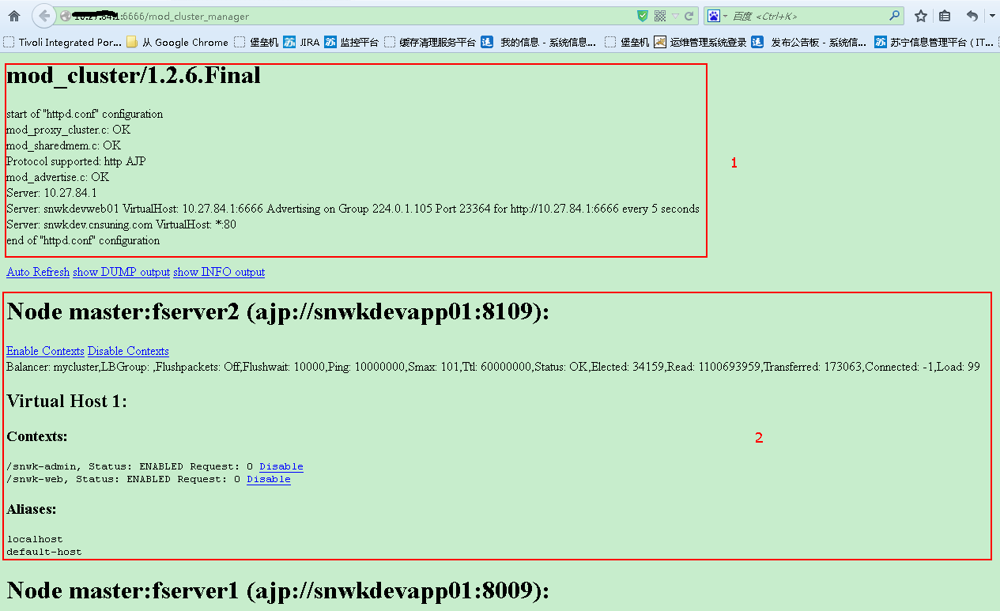 :6666/mod_cluster_manager
百度 <Ctrl+K>
Tivoli Integrated Por... 从 Google Chrome 堡垒机 苏 JIRA 苏 监控平台 缓存清理服务平台 我的信息 - 系统信息... 堡垒机 运维管理系统登录 发布公告板 - 系统信... 苏 苏宁信息管理平台 ( IT...
mod_cluster/1.2.6.Final
start of "httpd.conf" configuration
mod_proxy_cluster.c: OK
mod_sharedmem.c: OK
Protocol supported: http AJP
mod_advertise.c: OK
Server: 10.27.84.1
Server: snwkdevweb01 VirtualHost: 10.27.84.1:6666 Advertising on Group 224.0.1.105 Port 23364 for http://10.27.84.1:6666 every 5 seconds
Server: snwkdev.cnsuning.com VirtualHost: *:80
end of "httpd.conf" configuration
1
Auto Refresh show DUMP output show INFO output
Node master:fserver2 (ajp://snwkdevapp01:8109):
Enable Contexts Disable Contexts
Balancer: mycluster,LBGroup: ,Flushpackets: Off,Flushwait: 10000,Ping: 10000000,Smax: 101,Ttl: 60000000,Status: OK,Elected: 34159,Read: 1100693959,Transferred: 173063,Connected: -1,Load: 99
Virtual Host 1:
Contexts:
2
/snwk-admin, Status: ENABLED Request: 0 Disable
/snwk-web, Status: ENABLED Request: 0 Disable
Aliases:
localhost
default-host
Node master:fserver1 (ajp://snwkdevapp01:8009):